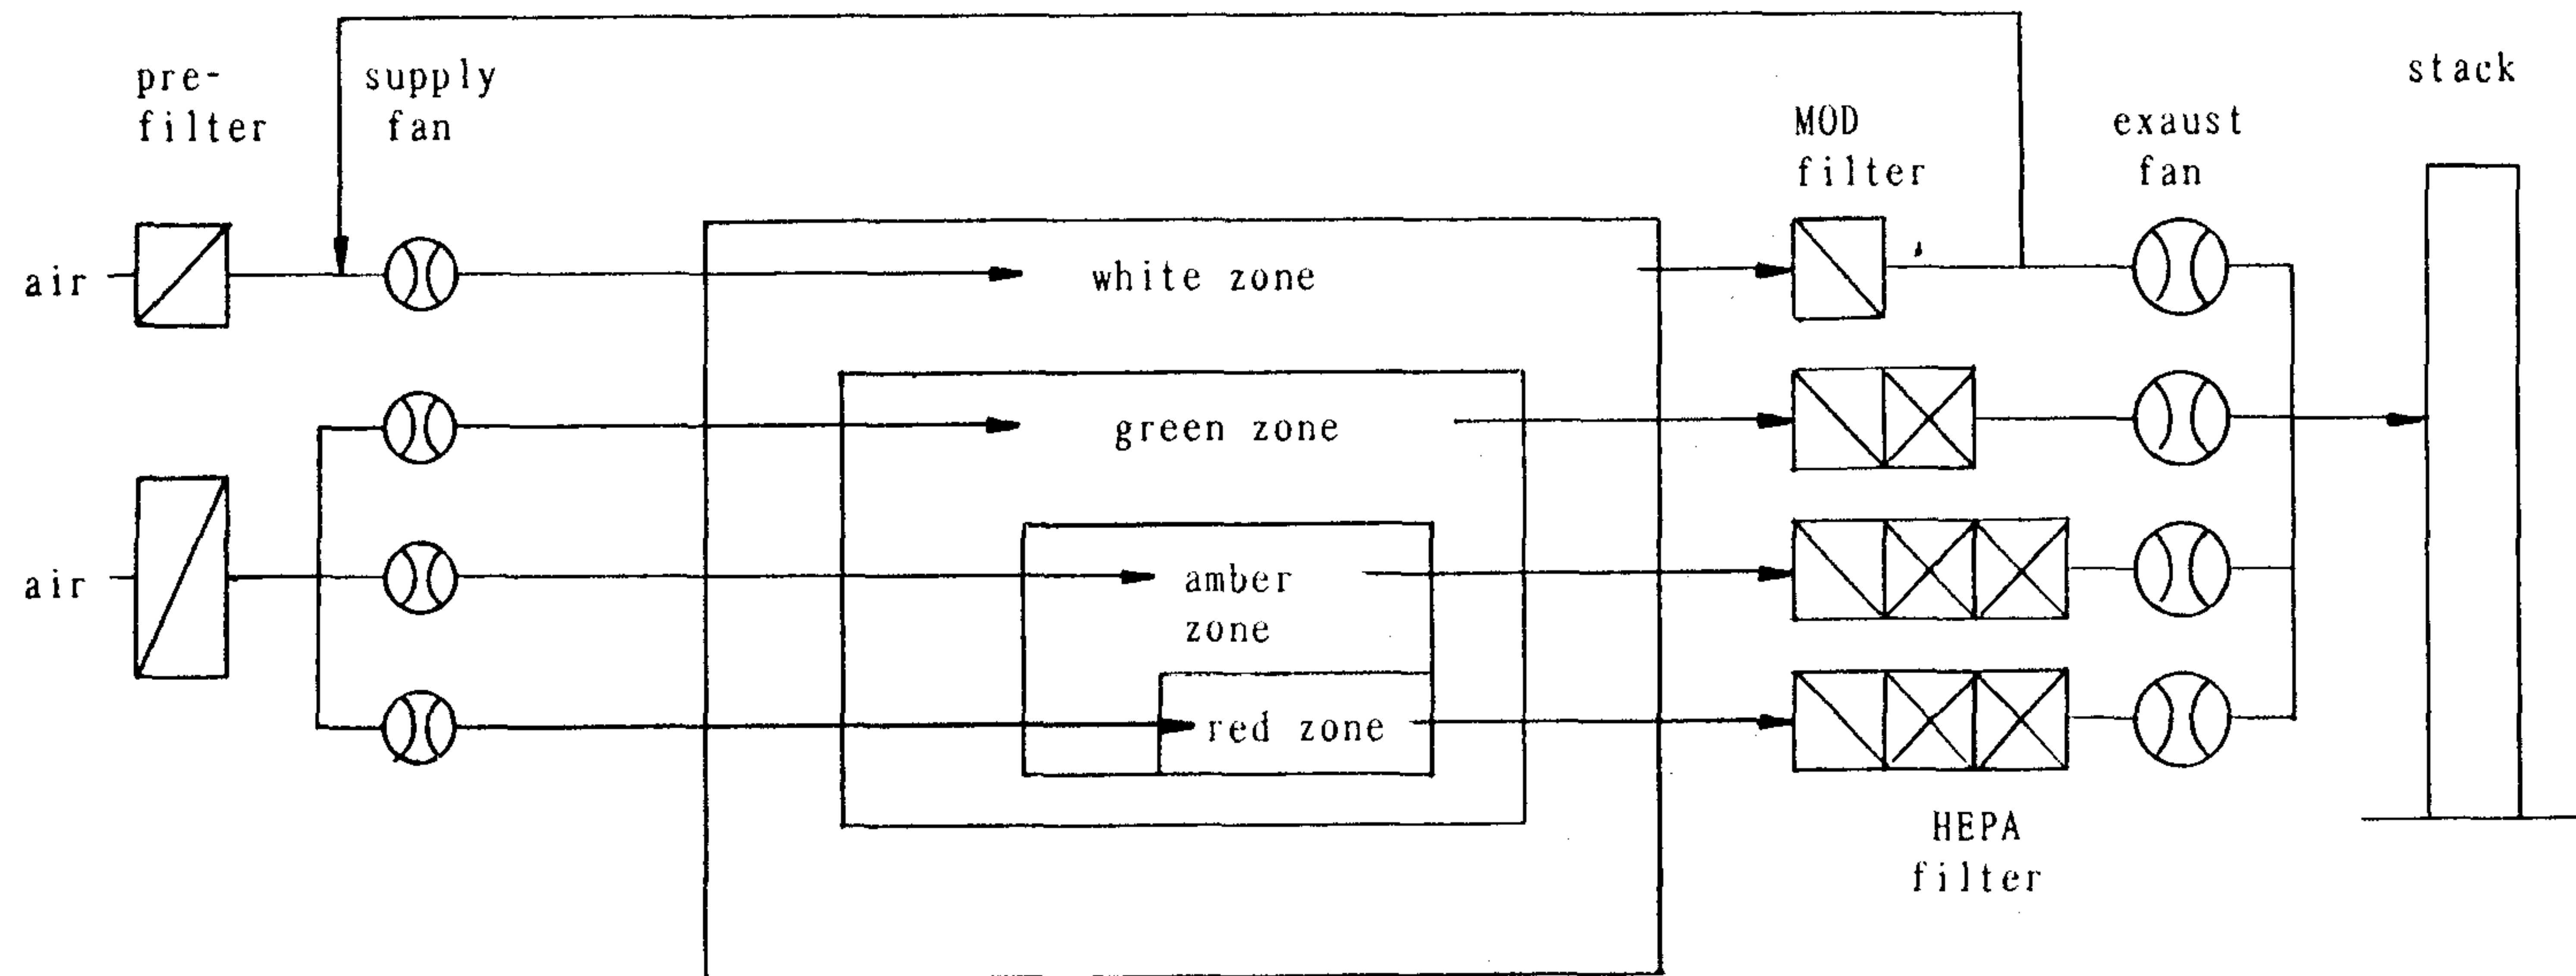 pre-
filter
supply
fan
MOD
filter
exaust
fan
stack
air
white zone
green zone
air
amber
zone
red zone
HEPA
filter